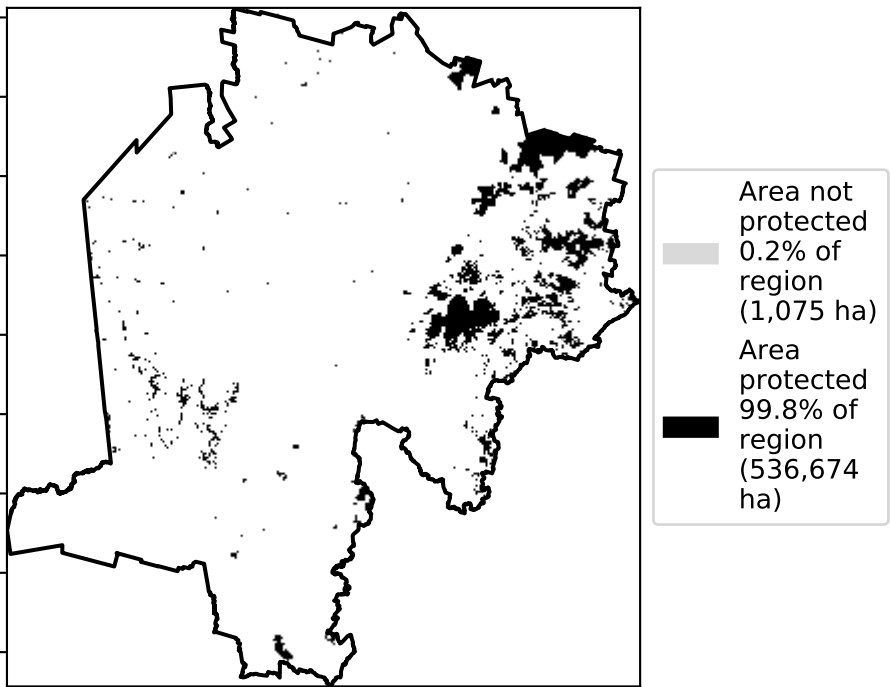 Area not
protected
0.2% of
region
(1,075 ha)
Area
protected
99.8% of
region
(536,674
ha)